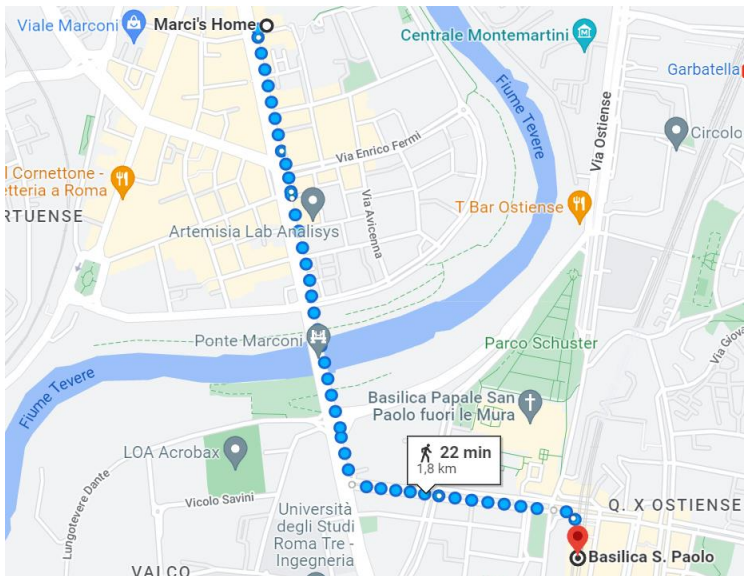 Viale Marconi
Marci's Home
Centrale Montemartini
Garbatella
Fiume Tevere
Via Ostiense
Circolo
Via Enrico Fermi
l Cornettone -
etteria a Roma
RTUENSE
Via Avicenna
T Bar Ostiense
Artemisia Lab Analisys
Ponte Marconi
Parco Schuster
Via Giova
Fiume Tevere
Basilica Papale San
Paolo fuori le Mura
LOA Acrobax
22 min
1,8 km
Lungotevere Dante
Vicolo Savini
Università
degli Studi
Roma Tre -
Ingegneria
Q. X OSTIENSE
Basilica S. Paolo
VALCO